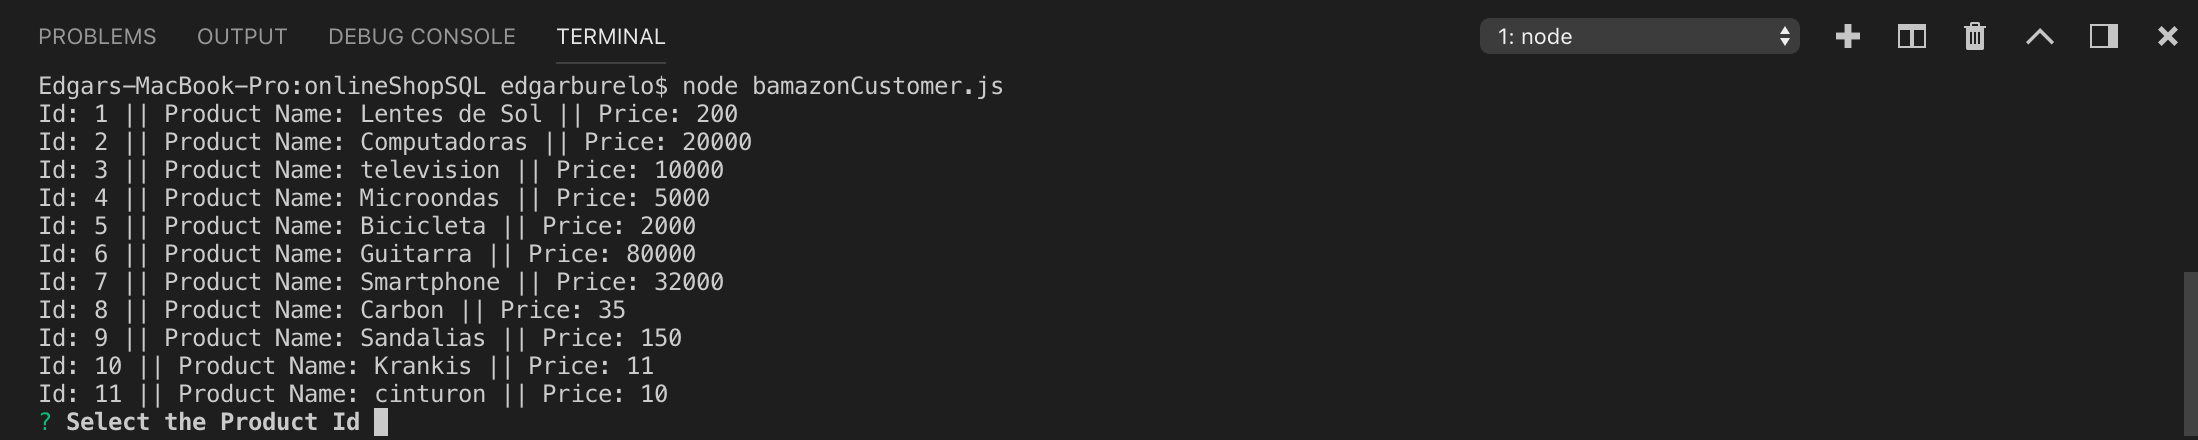 PROBLEMS OUTPUT DEBUG CONSOLE TERMINAL 1: node
Edgars-MacBook-Pro:onlineShopSQL edgarburelo$ node bamazonCustomer.js
Id: 1 || Product Name: Lentes de Sol || Price: 200
Id: 2 || Product Name: Computadoras || Price: 20000
Id: 3 || Product Name: television || Price: 10000
Id: 4 || Product Name: Microondas || Price: 5000
Id: 5 || Product Name: Bicicleta || Price: 2000
Id: 6 || Product Name: Guitarra || Price: 80000
Id: 7 || Product Name: Smartphone || Price: 32000
Id: 8 || Product Name: Carbon || Price: 35
Id: 9 || Product Name: Sandalias || Price: 150
Id: 10 || Product Name: Krankis || Price: 11
Id: 11 || Product Name: cinturon || Price: 10
? Select the Product Id